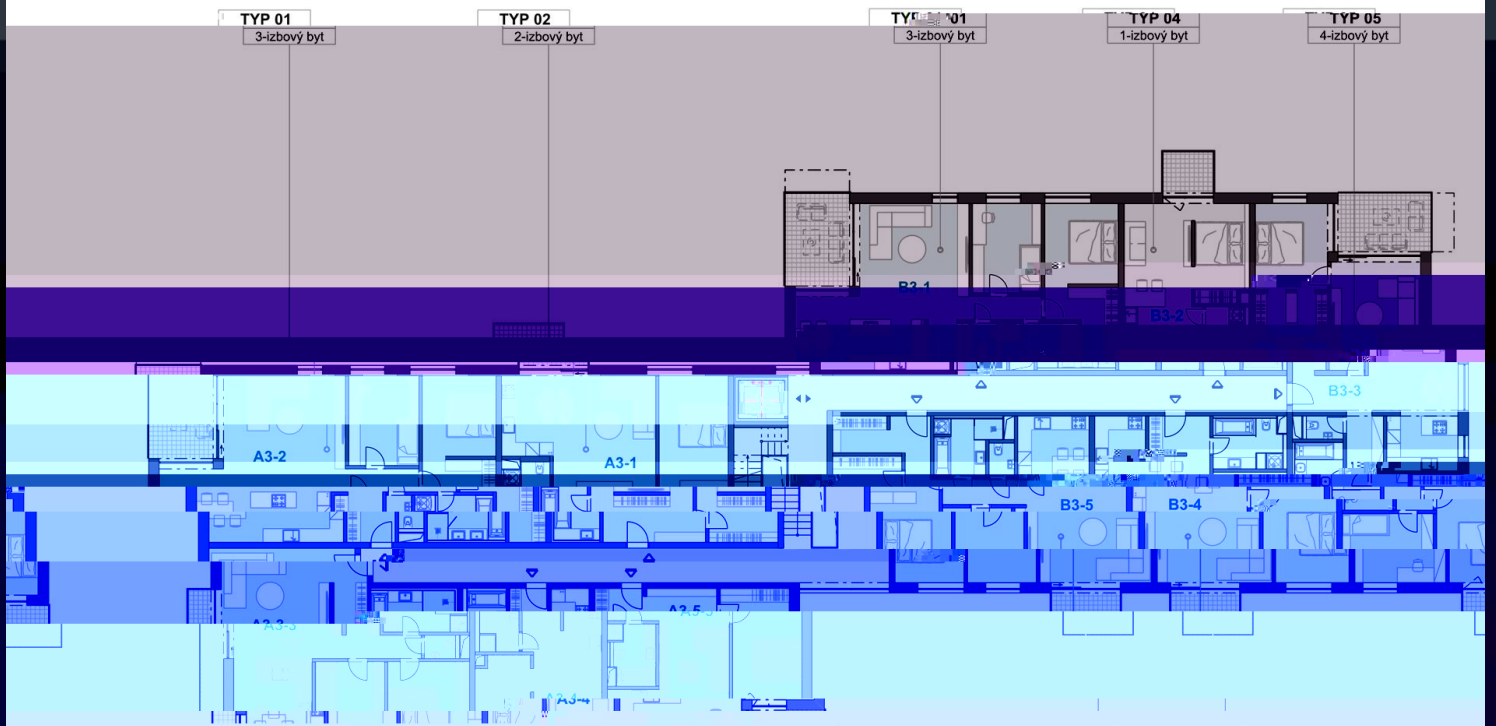 TYP 01
3-izbový byt
TYP 02
2-izbový byt
3-izbový byt
TYP 04
1-izbový byt
TYP 05
4-izbový byt
B3-1
B3-2
B3-3
A3-2
A3-1
B3-5
B3-4